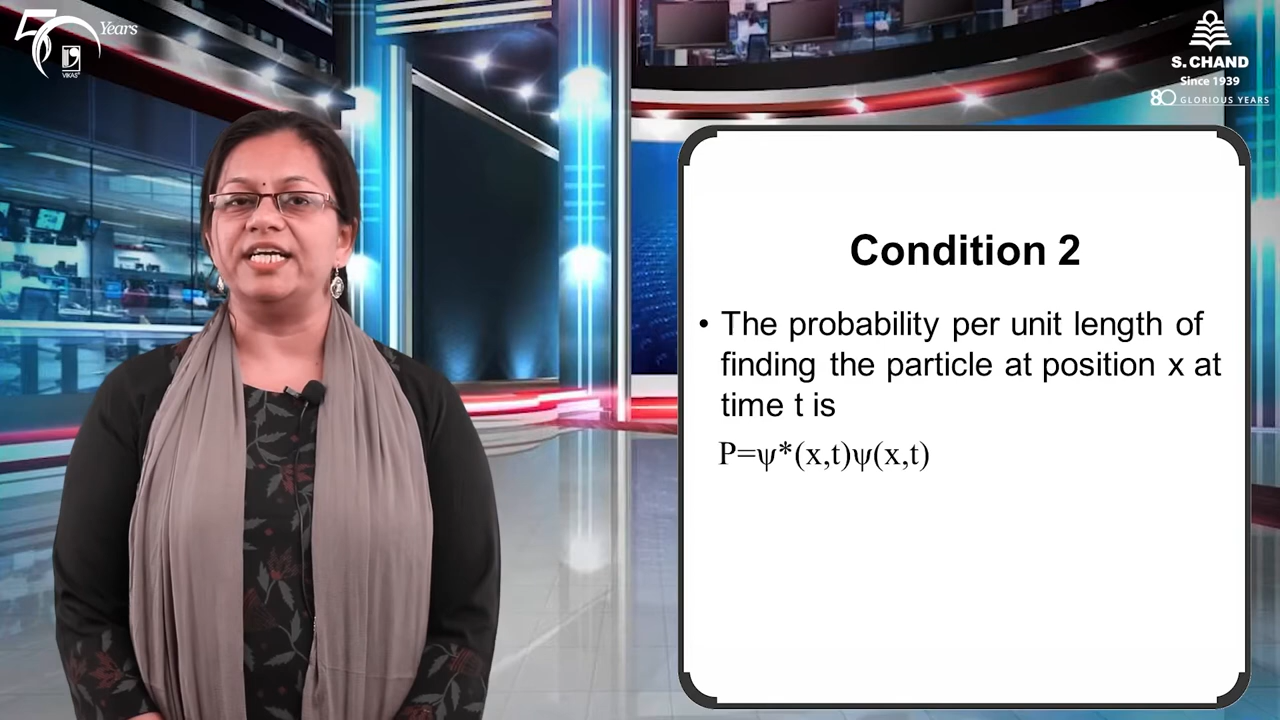 50 Years
VIKAS®
S. CHAND
Since 1939
80 GLORIOUS YEARS
Condition 2
• The probability per unit length of
finding the particle at position x at
time t is
P=ψ*(x,t)ψ(x,t)